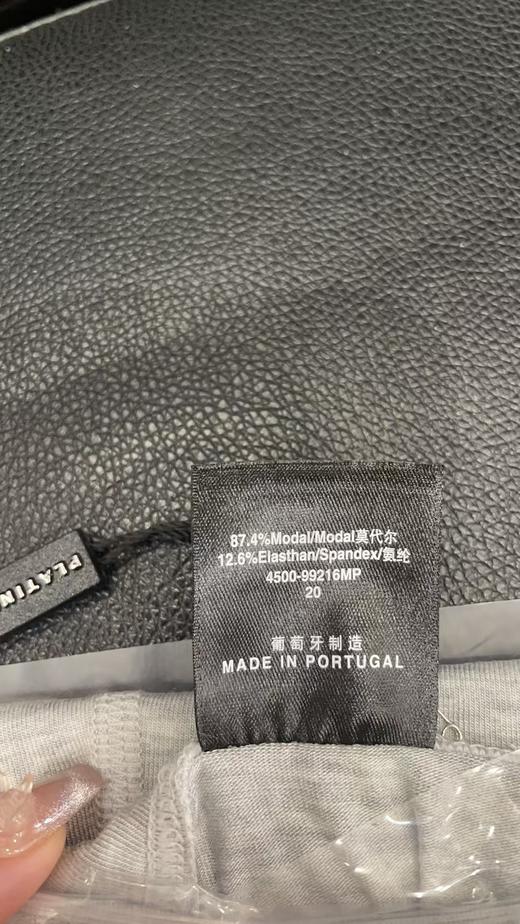 87.4%Modal/Modal莫代尔
12.6%Elasthan/Spandex/氨纶
4500-99216MP
20
葡萄牙制造
MADE IN PORTUGAL
PLATIN